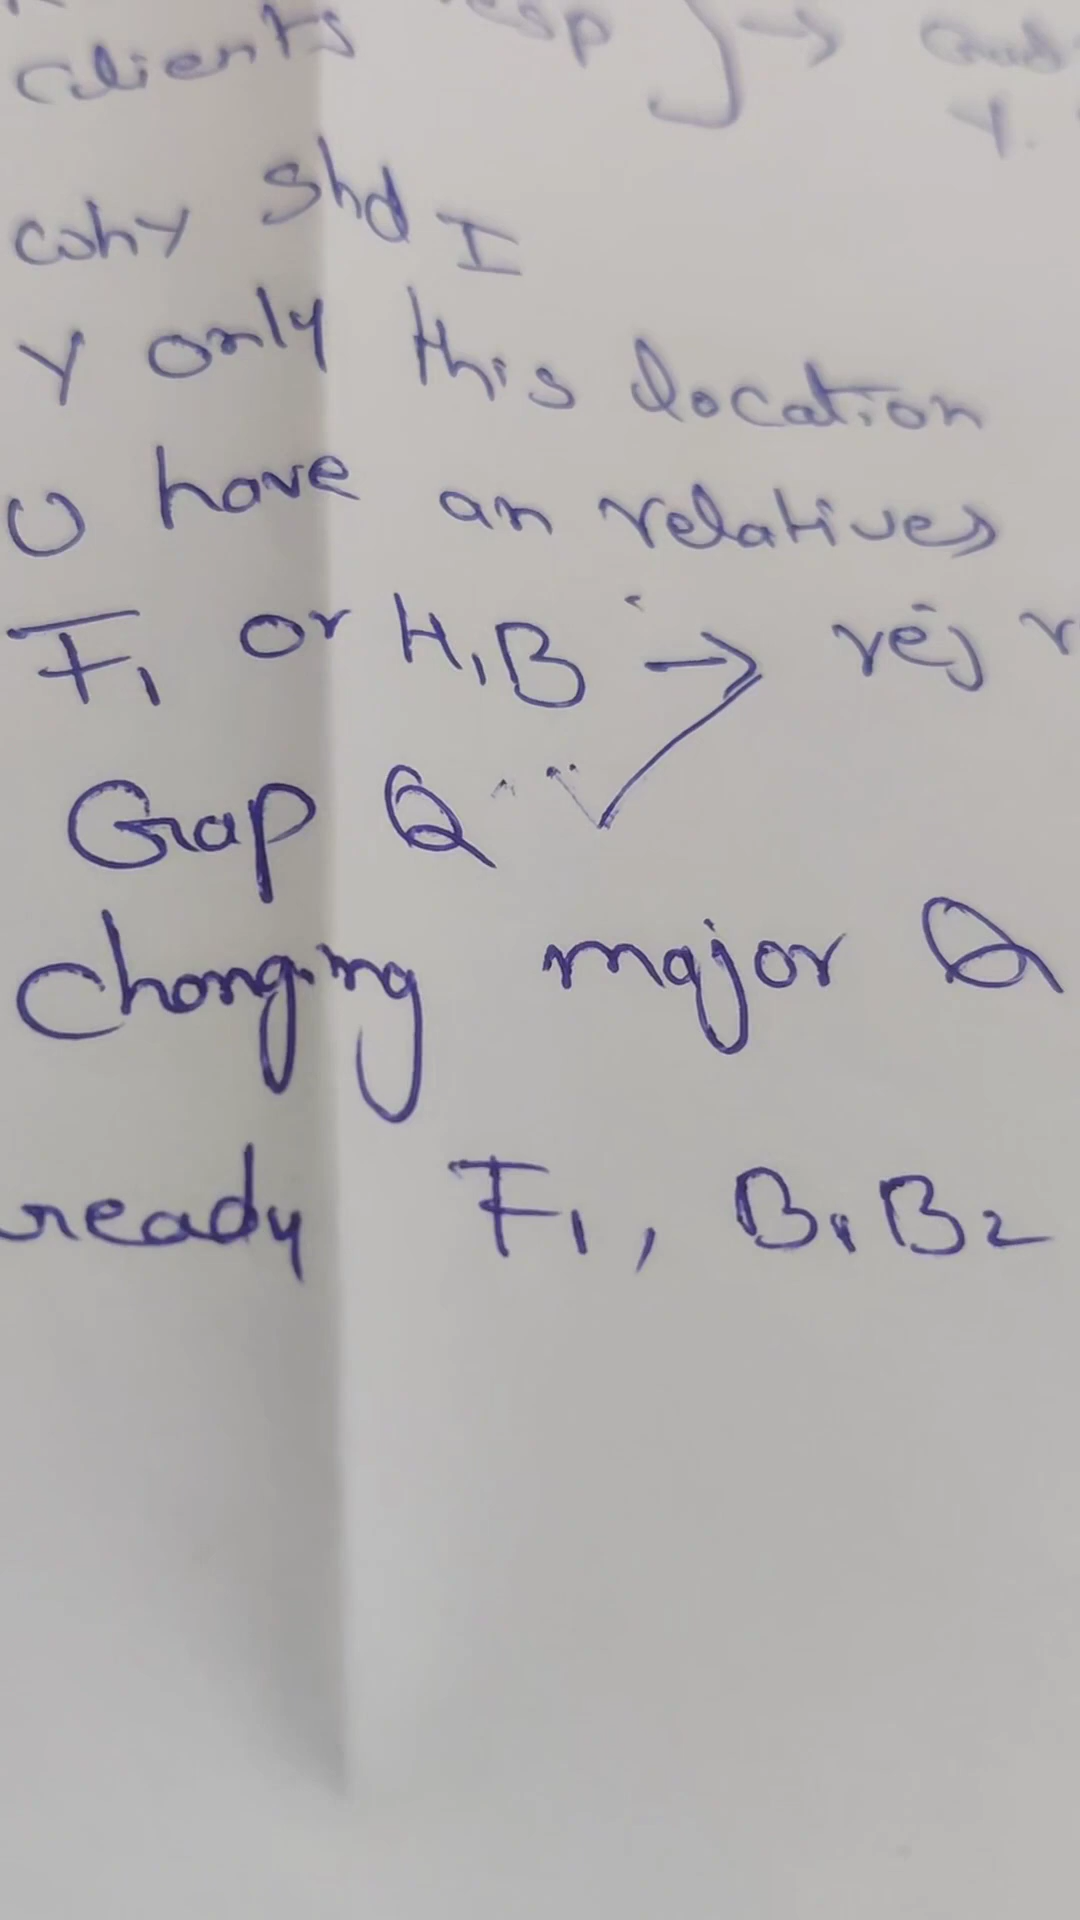 clients esp →
why shd I
Y only this location
U have an relatives
F1 or H1B → rej r
Gap Q
Changing major Q
ready F1, B1B2